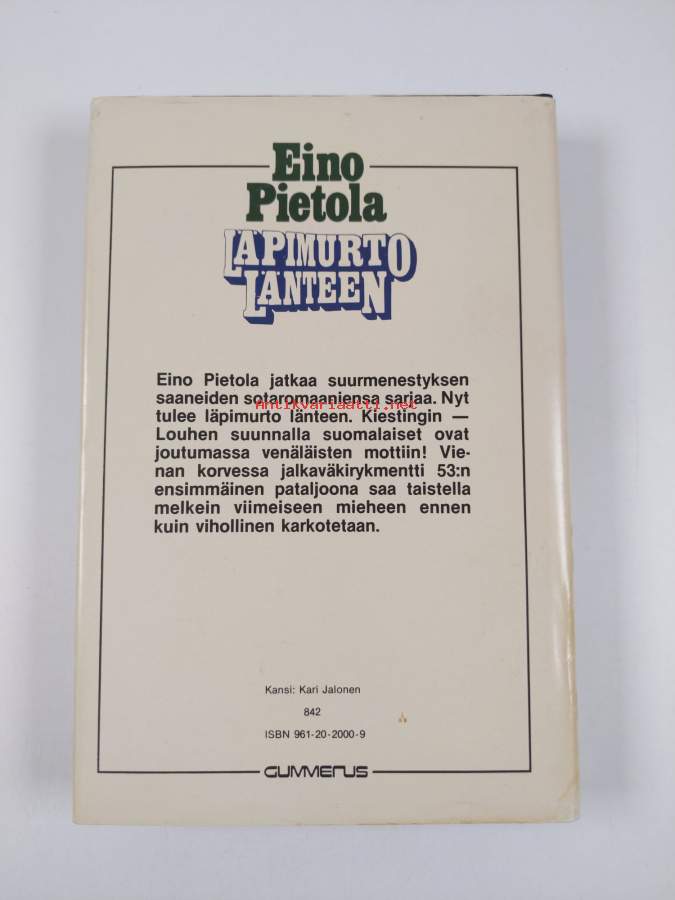 Eino
Pietola
LÄPIMURTO
LÄNTEEN
Eino Pietola jatkaa suurmenestyksen
saaneiden sotaromaaniensa sarjaa. Nyt
Antikvariaatti.net
tulee läpimurto länteen. Kiestingin —
Louhen suunnalla suomalaiset ovat
joutumassa venäläisten mottiin! Vie-
nan korvessa jalkaväkirykmentti 53:n
ensimmäinen pataljoona saa taistella
melkein viimeiseen mieheen ennen
kuin vihollinen karkotetaan.
Kansi: Kari Jalonen
842
ISBN 961-20-2000-9
GUMMERUS